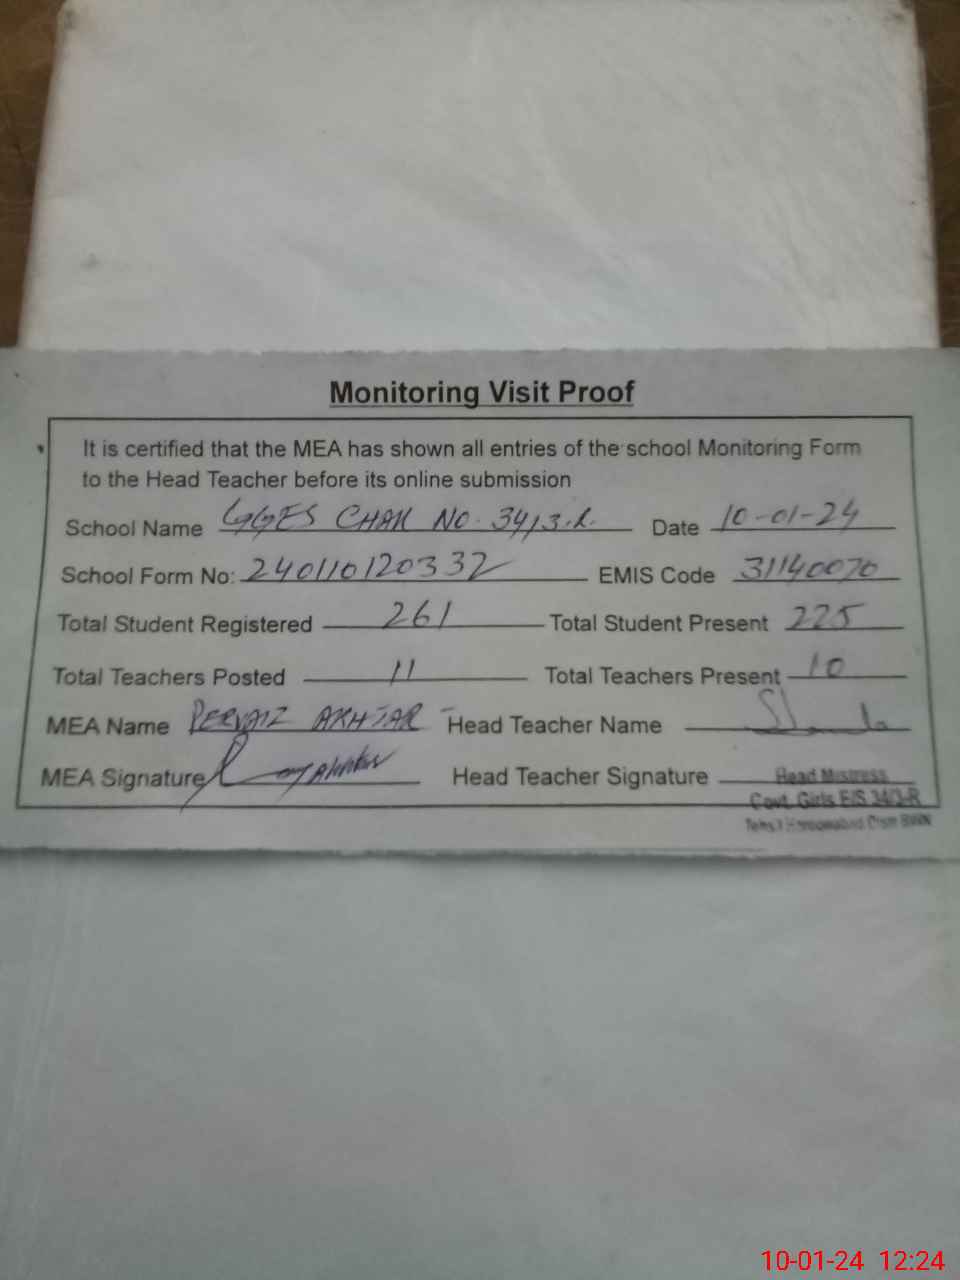 Monitoring Visit Proof
It is certified that the MEA has shown all entries of the school Monitoring Form
to the Head Teacher before its online submission
School Name GGES CHAK NO. 34/3.R. Date 10-01-24
School Form No: 240110120332 EMIS Code 31140070
Total Student Registered 261 Total Student Present 225
Total Teachers Posted 11 Total Teachers Present 10
MEA Name PERVAIZ AKHTAR Head Teacher Name
MEA Signature Head Teacher Signature
Head Mistress
Govt. Girls E/S 34/3-R
10-01-24 12:24